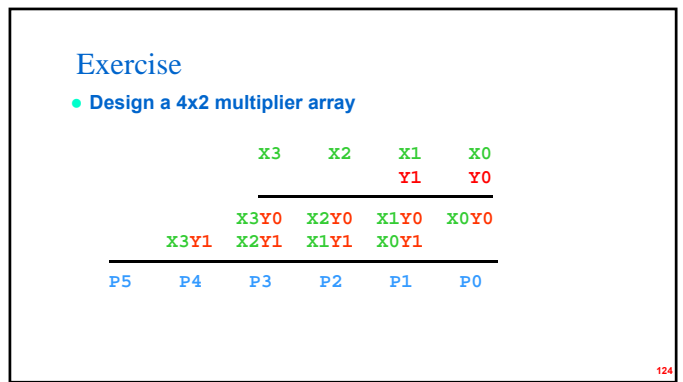 Exercise
Design a 4x2 multiplier array
X3 X2 X1 X0
Y1 Y0
X3Y0 X2Y0 X1Y0 X0Y0
X3Y1 X2Y1 X1Y1 X0Y1
P5 P4 P3 P2 P1 P0
124